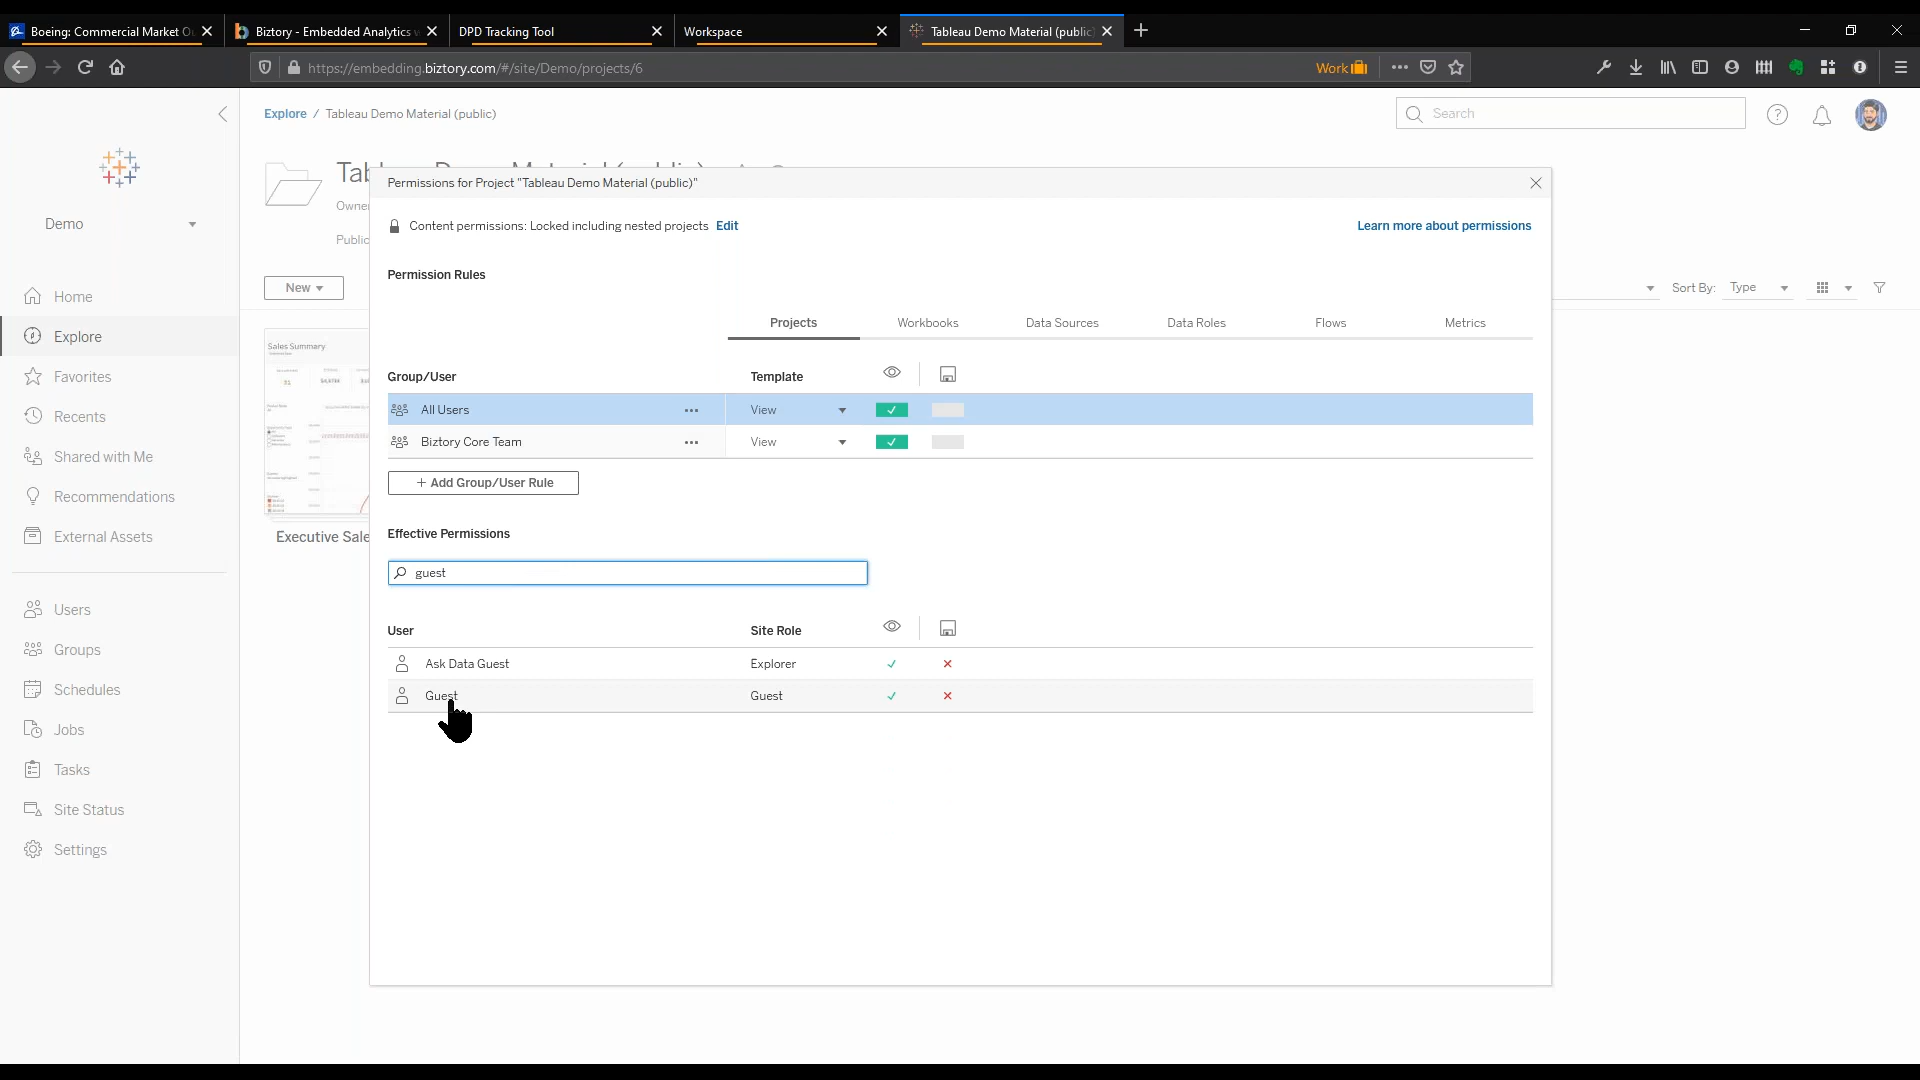 Boeing: Commercial Market O
Biztory - Embedded Analytics
DPD Tracking Tool
Workspace
Tableau Demo Material (public)
https://embedding.biztory.com/#/site/Demo/projects/6
Work
Explore / Tableau Demo Material (public)
Search
Demo
Home
Explore
Favorites
Recents
Shared with Me
Recommendations
External Assets
Users
Groups
Schedules
Jobs
Tasks
Site Status
Settings
Owne
Public
New
Sort By: Type
Sales Summary
Executive Sale
Permissions for Project "Tableau Demo Material (public)"
Content permissions: Locked including nested projects Edit
Learn more about permissions
Permission Rules
Projects Workbooks Data Sources Data Roles Flows Metrics
Group/User Template
All Users ... View
Biztory Core Team ... View
+ Add Group/User Rule
Effective Permissions
guest
User Site Role
Ask Data Guest Explorer
Guest Guest